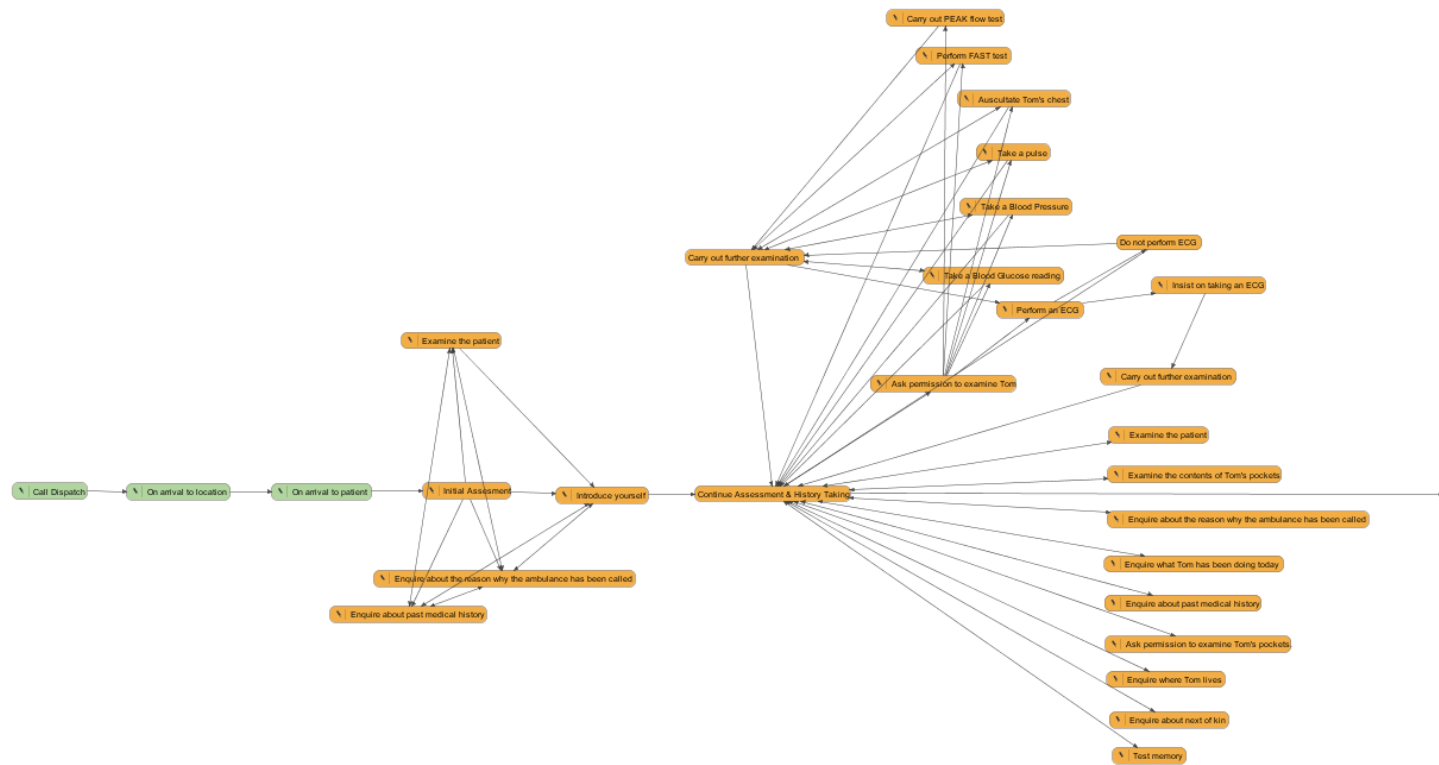 Carry out PEAK flow test
Perform FAST test
Auscultate Tom's chest
Take a pulse
Take a Blood Pressure
Do not perform ECG
Carry out further examination
Take a Blood Glucose reading
Insist on taking an ECG
Perform an ECG
Examine the patient
Carry out further examination
Ask permission to examine Tom
Examine the patient
Examine the contents of Tom's pockets
Call Dispatch
On arrival to location
On arrival to patient
Initial Assesment
Introduce yourself
Continue Assessment & History Taking
Enquire about the reason why the ambulance has been called
Enquire what Tom has been doing today
Enquire about the reason why the ambulance has been called
Enquire about past medical history
Enquire about past medical history
Ask permission to examine Tom's pockets
Enquire where Tom lives
Enquire about next of kin
Test memory